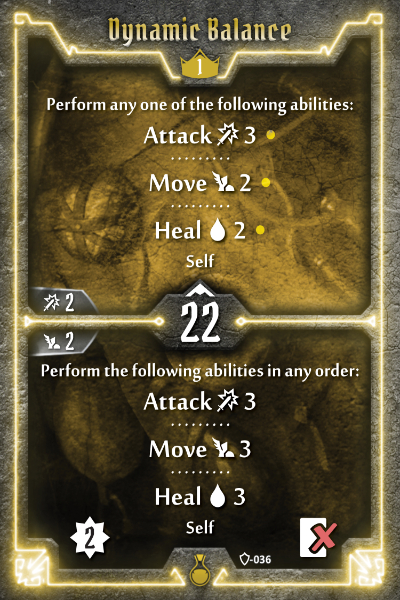 Dynamic Balance
1
Perform any one of the following abilities:
Attack 3
Move 2
Heal 2
Self
2
22
2
Perform the following abilities in any order:
Attack 3
Move 3
Heal 3
Self
2
-036